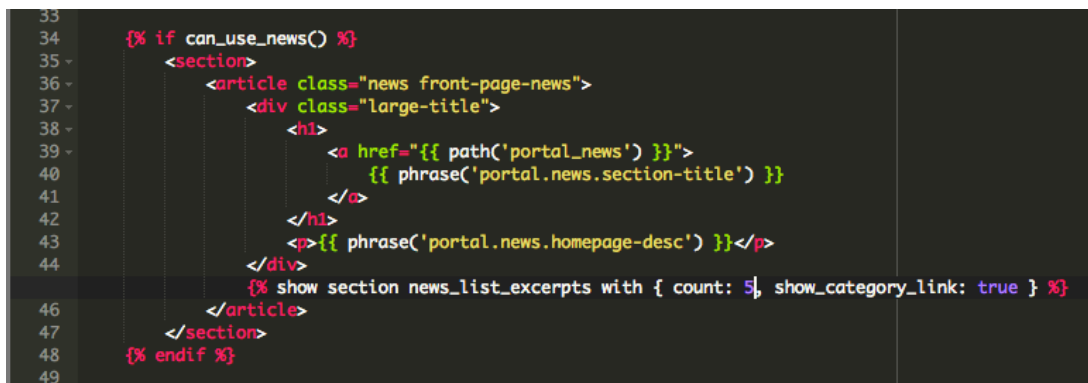 33
34 {% if can_use_news() %}
35 <section>
36 <article class="news front-page-news">
37 <div class="large-title">
38 <h1>
39 <a href="{{ path('portal_news') }}">
40 {{ phrase('portal.news.section-title') }}
41 </a>
42 </h1>
43 <p>{{ phrase('portal.news.homepage-desc') }}</p>
44 </div>
{% show section news_list_excerpts with { count: 5, show_category_link: true } %}
46 </article>
47 </section>
48 {% endif %}
49